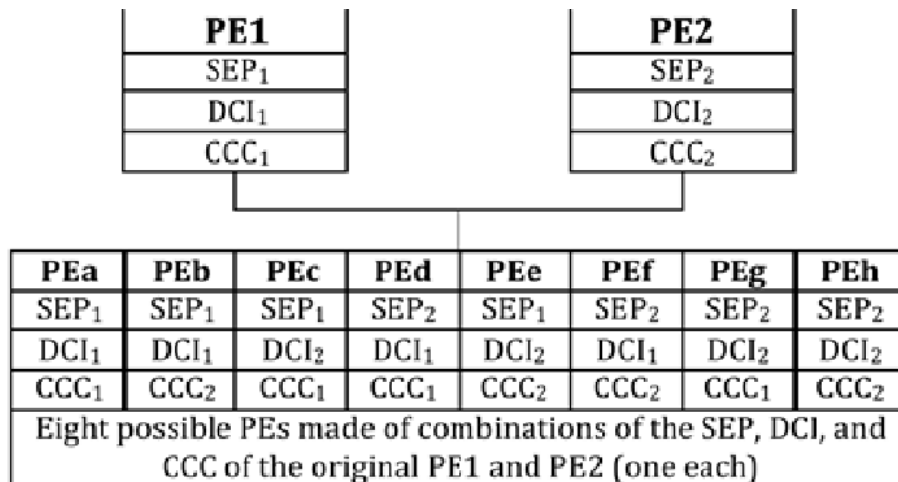 PE1 PE2
SEP₁ SEP₂
DCI₁ DCI₂
CCC₁ CCC₂
PEa PEb PEc PEd PEe PEf PEg PEh
SEP₁ SEP₁ SEP₁ SEP₂ SEP₁ SEP₂ SEP₂ SEP₂
DCI₁ DCI₁ DCI₂ DCI₁ DCI₂ DCI₁ DCI₂ DCI₂
CCC₁ CCC₂ CCC₁ CCC₁ CCC₂ CCC₂ CCC₁ CCC₂
Eight possible PEs made of combinations of the SEP, DCI, and
CCC of the original PE1 and PE2 (one each)